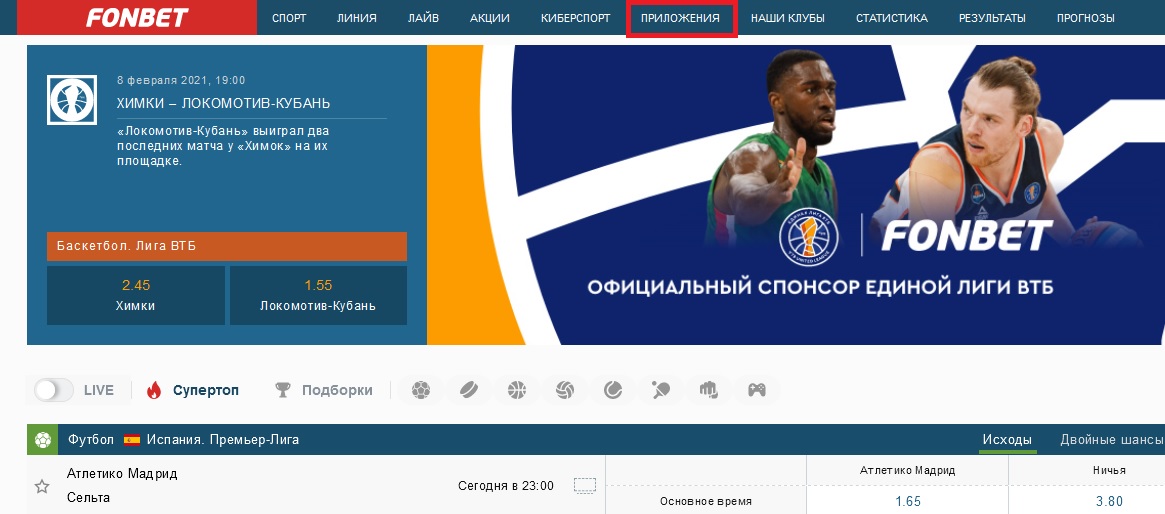 FONBET
СПОРТ ЛИНИЯ ЛАЙВ АКЦИИ КИБЕРСПОРТ ПРИЛОЖЕНИЯ НАШИ КЛУБЫ СТАТИСТИКА РЕЗУЛЬТАТЫ ПРОГНОЗЫ
8 февраля 2021, 19:00
ХИМКИ – ЛОКОМОТИВ-КУБАНЬ
«Локомотив-Кубань» выиграл два
последних матча у «Химок» на их
площадке.
Баскетбол. Лига ВТБ
2.45 1.55
Химки Локомотив-Кубань
FONBET
ОФИЦИАЛЬНЫЙ СПОНСОР ЕДИНОЙ ЛИГИ ВТБ
LIVE Супертоп Подборки
Футбол Испания. Премьер-Лига Исходы Двойные шансы
Атлетико Мадрид
Сельта
Сегодня в 23:00
Атлетико Мадрид Ничья
Основное время 1.65 3.80